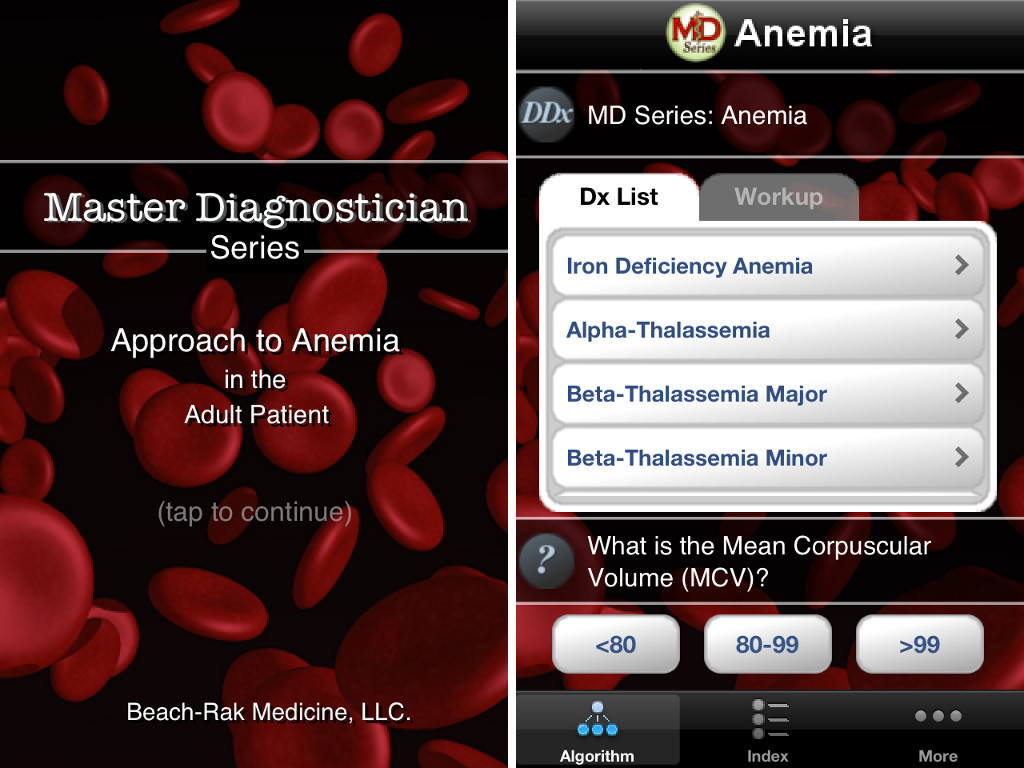 Master Diagnostician
Series
Approach to Anemia
in the
Adult Patient
(tap to continue)
Beach-Rak Medicine, LLC.
MD
Series
Anemia
DDx
MD Series: Anemia
Dx List
Workup
Iron Deficiency Anemia
Alpha-Thalassemia
Beta-Thalassemia Major
Beta-Thalassemia Minor
?
What is the Mean Corpuscular
Volume (MCV)?
<80
80-99
>99
Algorithm
Index
More